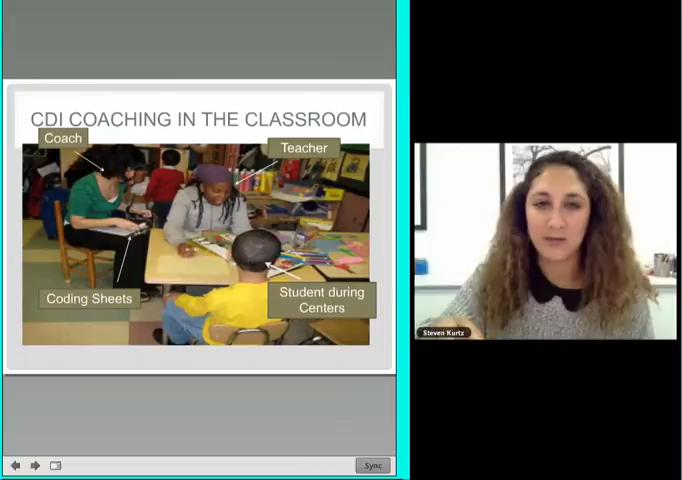 CDI COACHING IN THE CLASSROOM
Coach
Teacher
Coding Sheets
Student during
Centers
Steven Kurtz
Sync